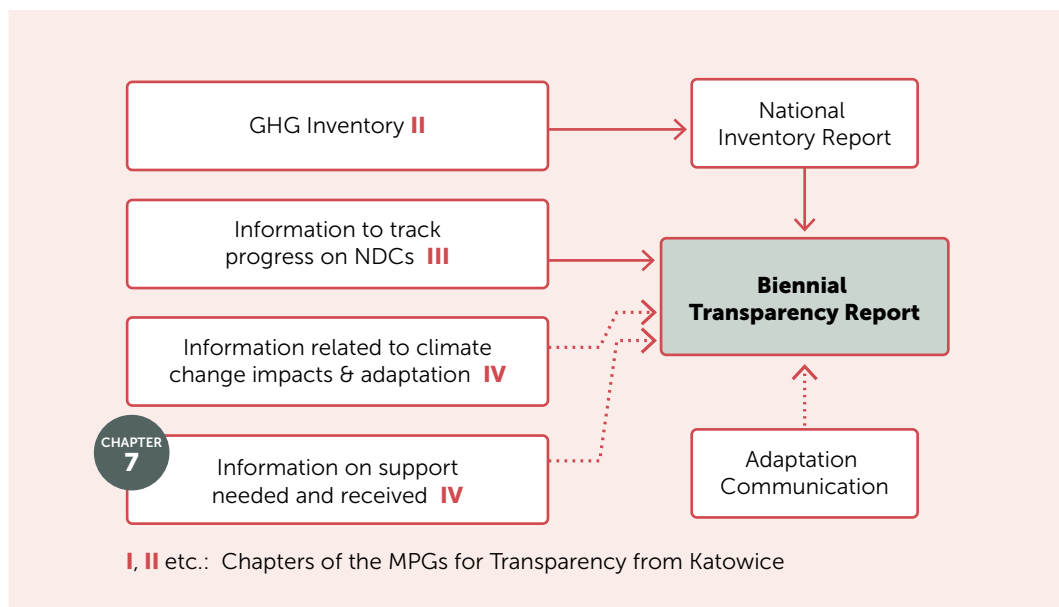 GHG Inventory II
National
Inventory Report
Information to track
progress on NDCs III
Biennial
Transparency Report
Information related to climate
change impacts & adaptation IV
CHAPTER
7
Information on support
needed and received IV
Adaptation
Communication
I, II etc.: Chapters of the MPGs for Transparency from Katowice